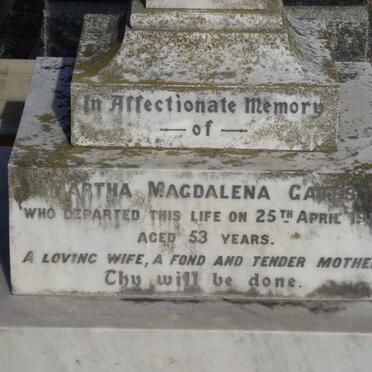 In Affectionate Memory
— of —
MARTHA MAGDALENA
WHO DEPARTED THIS LIFE ON 25TH APRIL
AGED 53 YEARS.
A LOVING WIFE, A FOND AND TENDER MOTHER
Thy will be done.